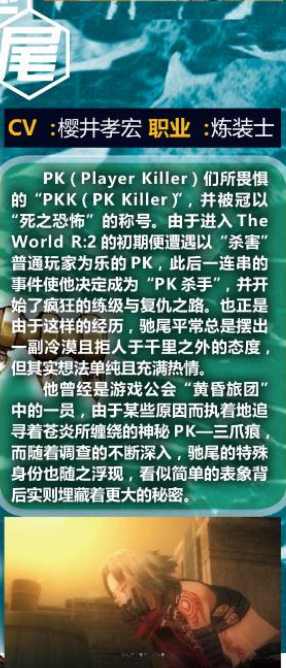 尾
CV :樱井孝宏 职业 :炼装士
PK(Player Killer)们所畏惧
的“PKK(PK Killer)”,并被冠以
“死之恐怖”的称号。由于进入The
World R:2的初期便遭遇以“杀害”
普通玩家为乐的PK,此后一连串的
事件使他决定成为“PK杀手”,并开
始了疯狂的练级与复仇之路。也正是
由于这样的经历,驰尾平常总是摆出
一副冷漠且拒人于千里之外的态度,
但其实想法单纯且充满热情。
他曾经是游戏公会“黄昏旅团”
中的一员,由于某些原因而执着地追
寻着苍炎所缠绕的神秘PK—三爪痕,
而随着调查的不断深入,驰尾的特殊
身份也随之浮现,看似简单的表象背
后实则埋藏着更大的秘密。